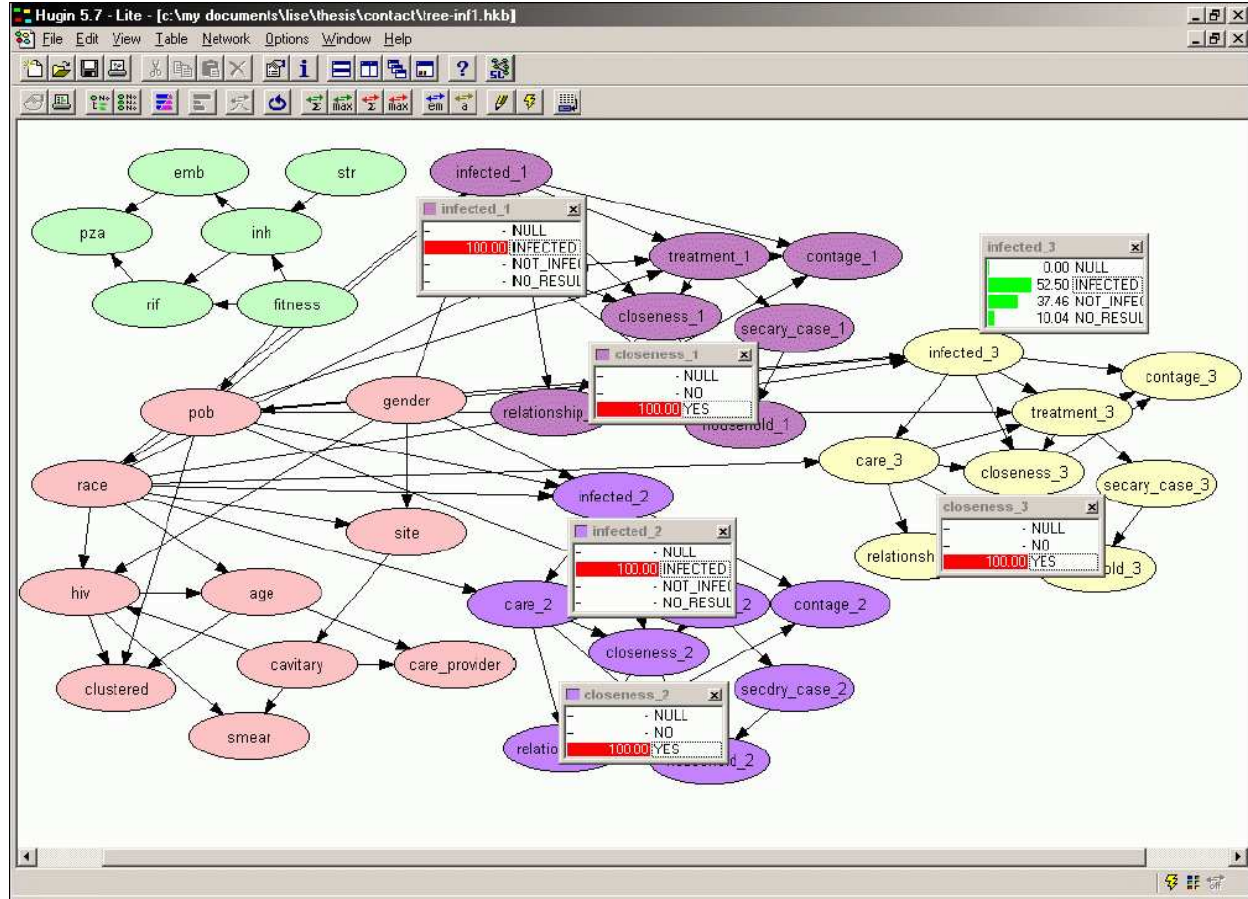 Hugin 5.7 - Lite - [c:\my documents\lise\thesis\contact\tree-inf1.hkb]
File Edit View Table Network Options Window Help
emb
str
infected_1
pza
inh
rif
fitness
infected_1
- - NULL
100.00 INFECTED
- - NOT_INFE(
- - NO_RESUL
treatment_1
contage_1
closeness_1
secary_case_1
infected_3
0.00 NULL
52.50 INFECTED
37.46 NOT_INFE(
10.04 NO_RESUL
infected_3
closeness_1
- - NULL
- - NO
100.00 YES
contage_3
pob
gender
relationship_
household_1
treatment_3
care_3
closeness_3
secary_case_3
race
infected_2
site
closeness_3
- - NULL
- - NO
100.00 YES
relationsh
old_3
infected_2
- - NULL
100.00 INFECTED
- - NOT_INFE(
- - NO_RESUL
hiv
age
care_2
_2
contage_2
closeness_2
cavitary
care_provider
clustered
secdry_case_2
closeness_2
- - NULL
- - NO
100.00 YES
smear
relatio
household_2
off